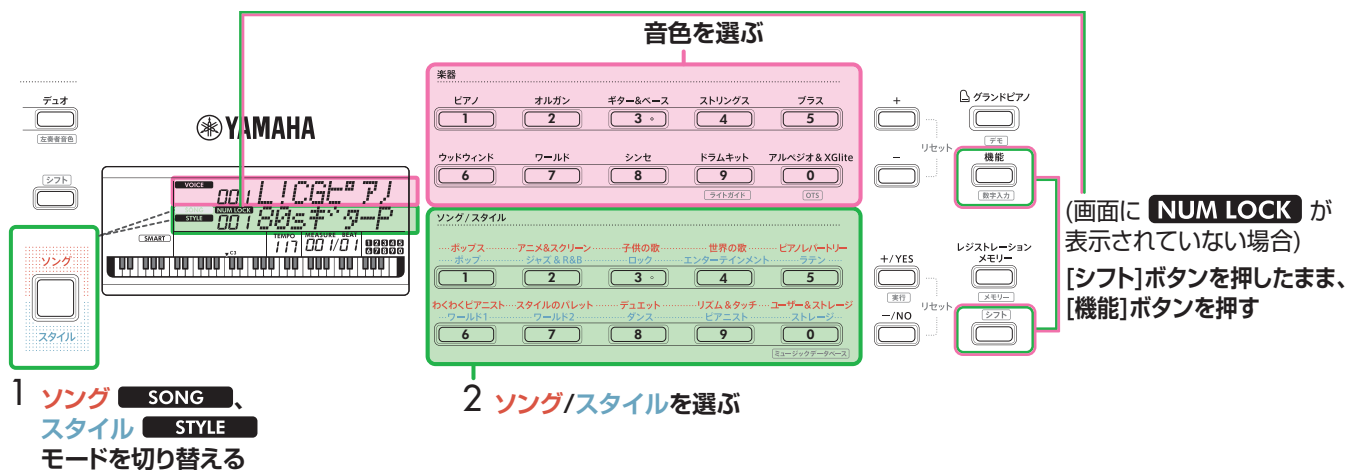 音色を選ぶ
楽器
ピアノ オルガン ギター&ベース ストリングス ブラス
1 2 3 4 5
ウッドウィンド ワールド シンセ ドラムキット アルペジオ&XGlite
6 7 8 9 0
ライトガイド OTS
デュオ
左奏者音色
シフト
YAMAHA
VOICE 001 LICGピアノ
SONG NUM LOCK
STYLE 001 80sギターP
SMART TEMPO 117 MEASURE BEAT 001/01 1 2 3 4 5
6 7 8 9 0
C3
ソング
スタイル
ソング/スタイル
ポップス アニメ&スクリーン 子供の歌 世界の歌 ピアノレパートリー
ポップ ジャズ&R&B ロック エンターテインメント ラテン
1 2 3 4 5
わくわくピアニスト スタイルのパレット デュエット リズム&タッチ ユーザー&ストレージ
ワールド1 ワールド2 ダンス ピアニスト ストレージ
6 7 8 9 0
ミュージックデータベース
+
リセット
−
グランドピアノ
デモ
機能
数字入力
+/YES
実行
リセット
−/NO
レジストレーション
メモリー
メモリー
シフト
(画面に NUM LOCK が
表示されていない場合)
[シフト]ボタンを押したまま、
[機能]ボタンを押す
1 ソング SONG 、
スタイル STYLE
モードを切り替える
2 ソング/スタイルを選ぶ